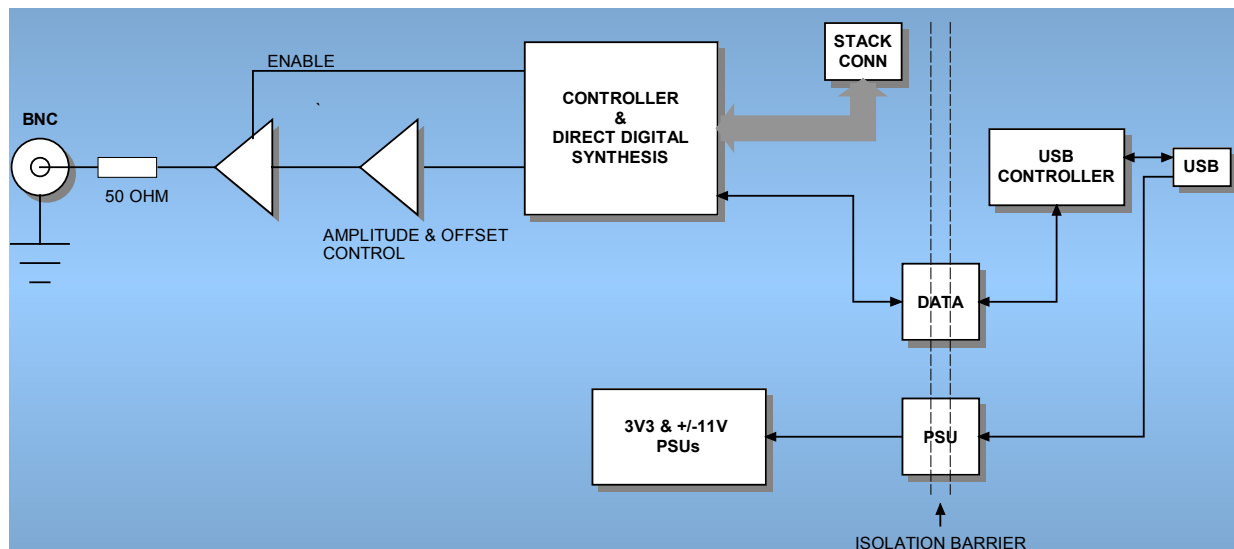 ENABLE
BNC
50 OHM
AMPLITUDE & OFFSET
CONTROL
CONTROLLER
&
DIRECT DIGITAL
SYNTHESIS
STACK
CONN
USB
CONTROLLER
USB
DATA
3V3 & +/-11V
PSUs
PSU
ISOLATION BARRIER